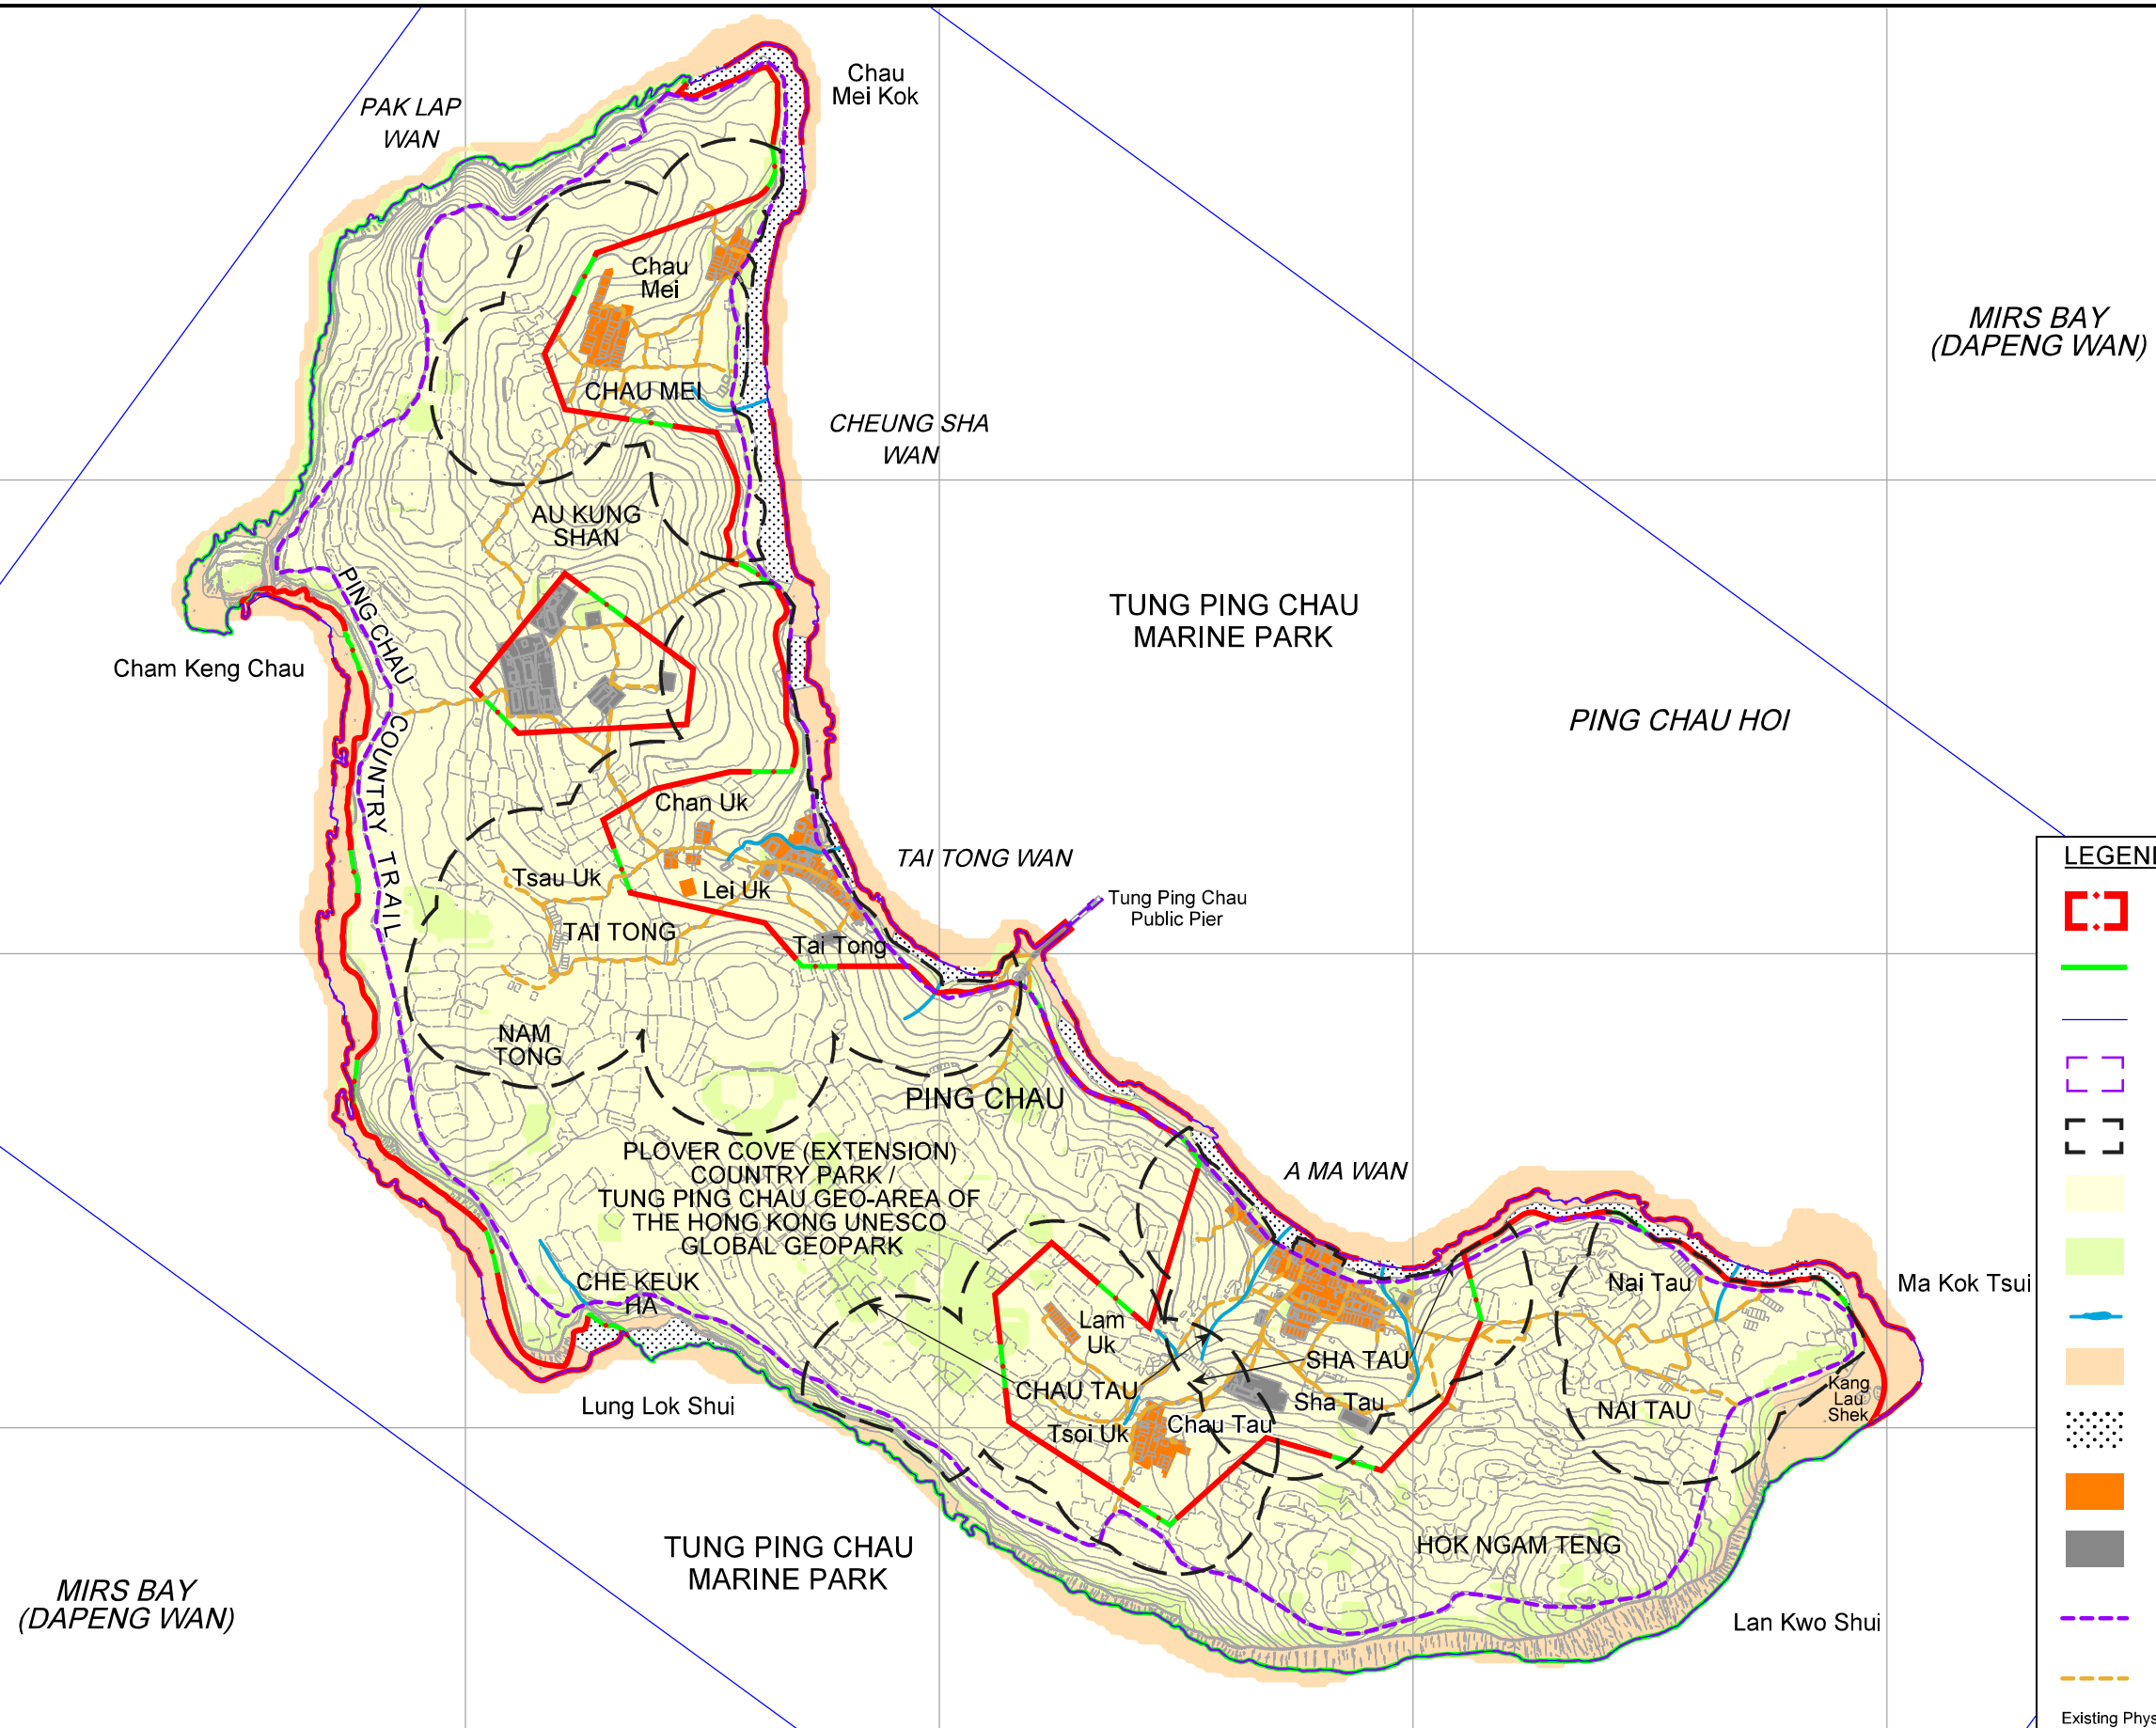 Chau
Mei Kok
PAK LAP
WAN
Chau
Mei
MIRS BAY
(DAPENG WAN)
CHAU MEI
CHEUNG SHA
WAN
AU KUNG
SHAN
TUNG PING CHAU
MARINE PARK
PING CHAU COUNTRY TRAIL
Cham Keng Chau
PING CHAU HOI
Chan Uk
TAI TONG WAN
LEGEN
Tsau Uk
Lei Uk
Tung Ping Chau
Public Pier
TAI TONG
Tai Tong
NAM
TONG
PING CHAU
PLOVER COVE (EXTENSION)
COUNTRY PARK /
TUNG PING CHAU GEO-AREA OF
THE HONG KONG UNESCO
GLOBAL GEOPARK
A MA WAN
CHE KEUK
HA
Nai Tau
Ma Kok Tsui
Lam
Uk
SHA TAU
CHAU TAU
Kang
Lau
Shek
Lung Lok Shui
Sha Tau
NAI TAU
Tsoi Uk
Chau Tau
TUNG PING CHAU
MARINE PARK
HOK NGAM TENG
MIRS BAY
(DAPENG WAN)
Lan Kwo Shui
Existing Phys